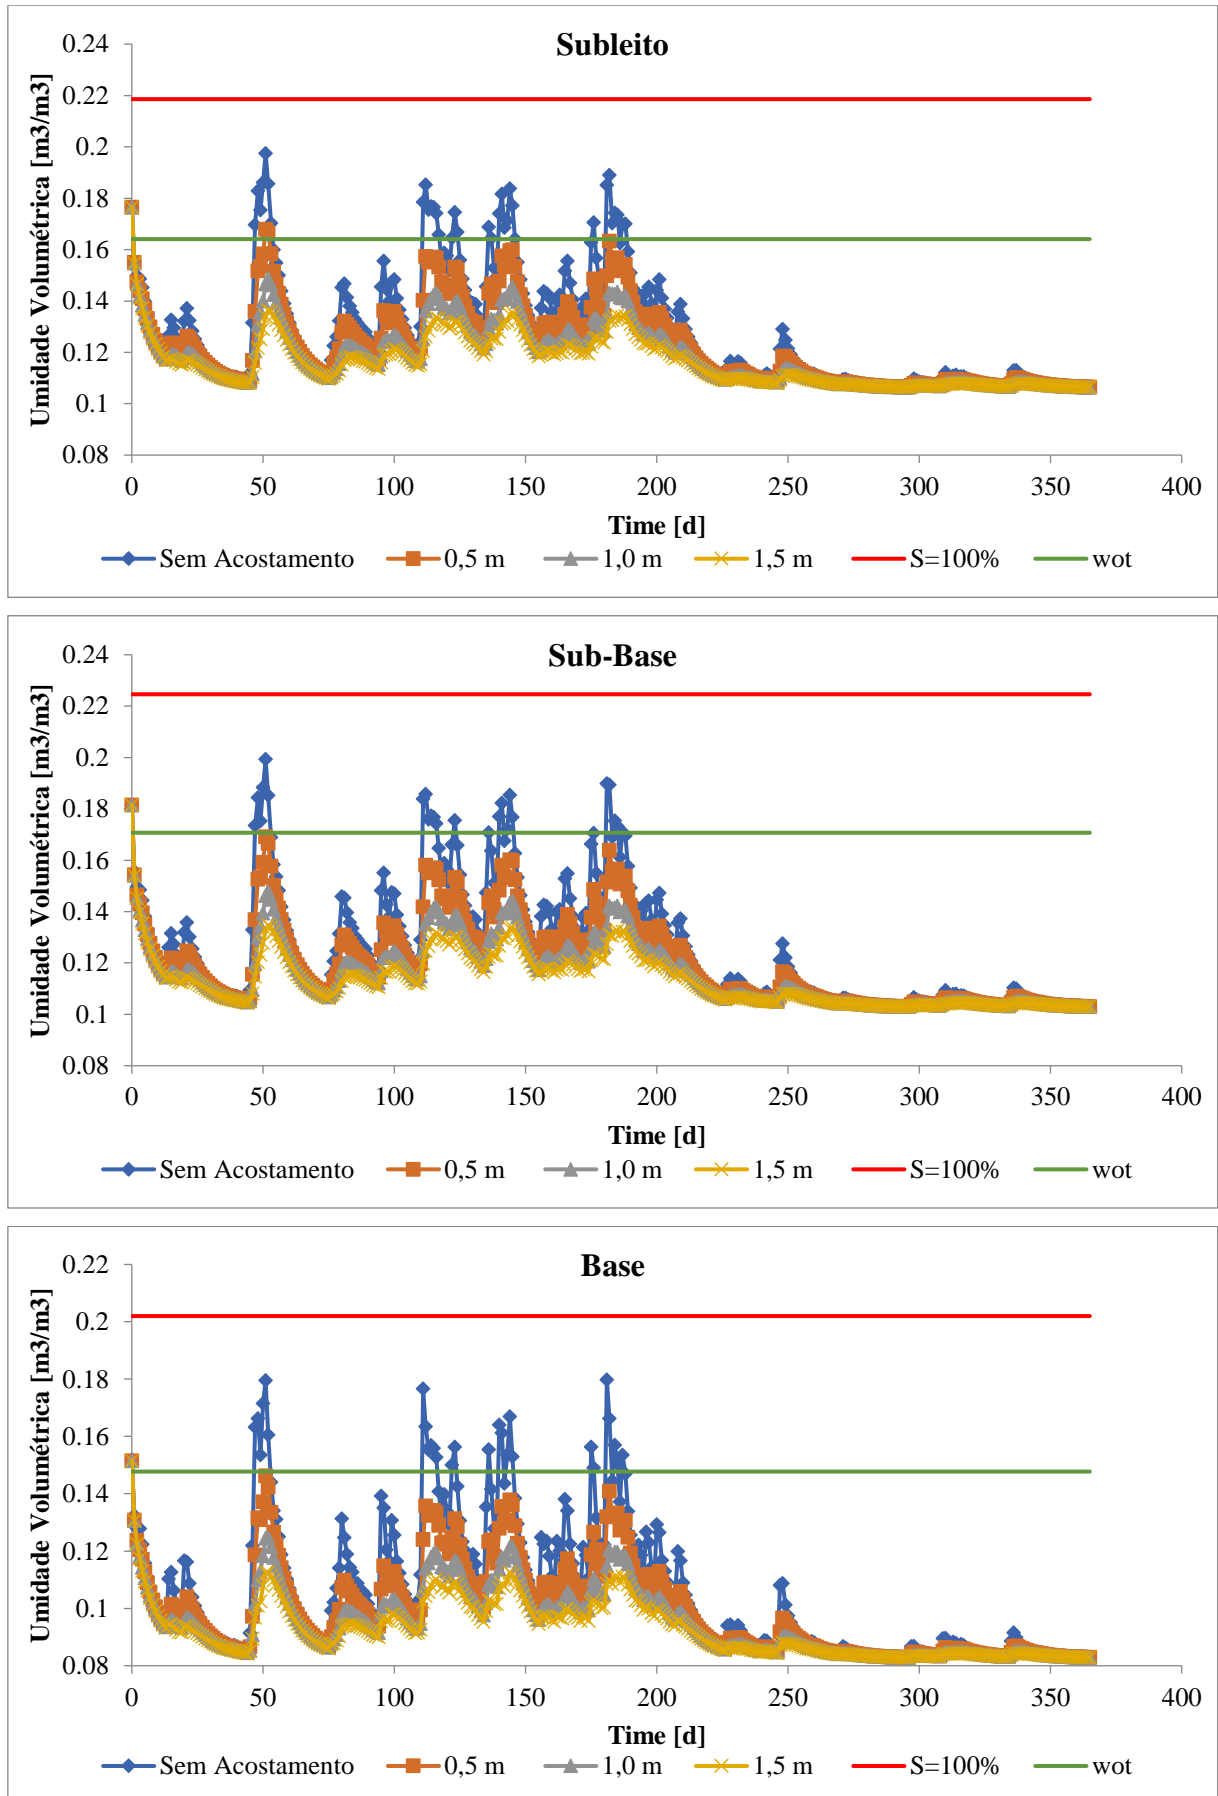 Subleito
Umidade Volumétrica [m3/m3]
0.24
0.22
0.2
0.18
0.16
0.14
0.12
0.1
0.08
0 50 100 150 200 250 300 350 400
Time [d]
Sem Acostamento 0,5 m 1,0 m 1,5 m S=100% wot
Sub-Base
Umidade Volumétrica [m3/m3]
0.24
0.22
0.2
0.18
0.16
0.14
0.12
0.1
0.08
0 50 100 150 200 250 300 350 400
Time [d]
Sem Acostamento 0,5 m 1,0 m 1,5 m S=100% wot
Base
Umidade Volumétrica [m3/m3]
0.22
0.2
0.18
0.16
0.14
0.12
0.1
0.08
0 50 100 150 200 250 300 350 400
Time [d]
Sem Acostamento 0,5 m 1,0 m 1,5 m S=100% wot